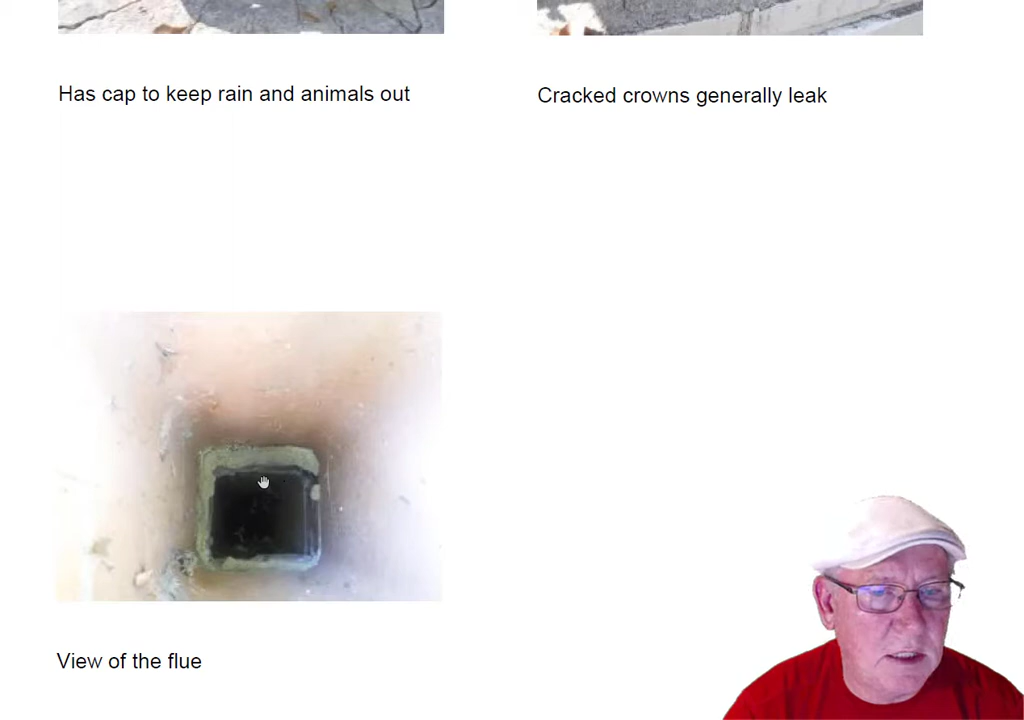 Has cap to keep rain and animals out
Cracked crowns generally leak
View of the flue